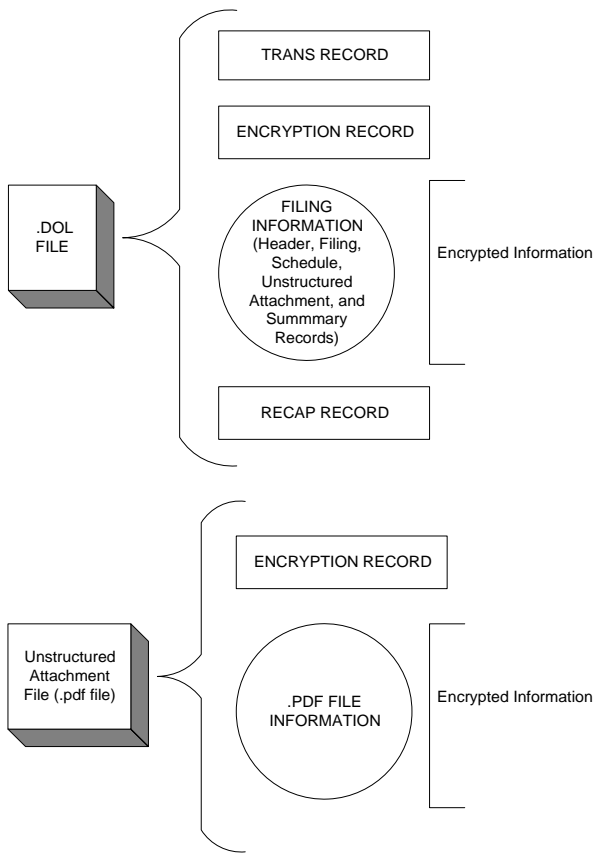 TRANS RECORD
ENCRYPTION RECORD
.DOL
FILE
FILING
INFORMATION
(Header, Filing,
Schedule,
Unstructured
Attachment, and
Summmary
Records)
Encrypted Information
RECAP RECORD
ENCRYPTION RECORD
Unstructured
Attachment
File (.pdf file)
.PDF FILE
INFORMATION
Encrypted Information